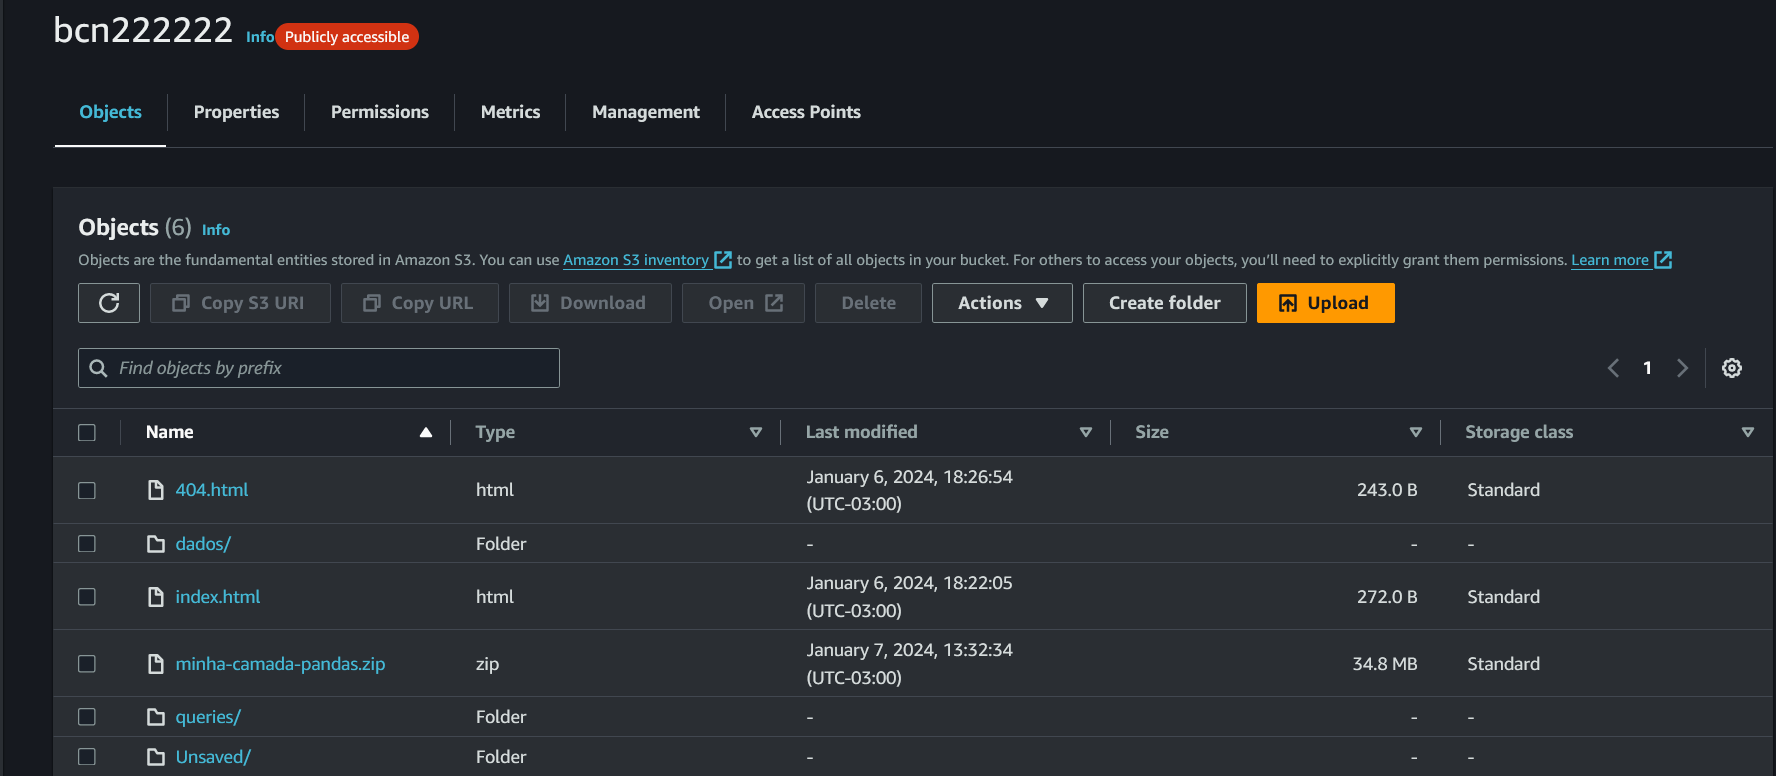 bcn222222 Info Publicly accessible
Objects Properties Permissions Metrics Management Access Points
Objects (6) Info
Objects are the fundamental entities stored in Amazon S3. You can use Amazon S3 inventory to get a list of all objects in your bucket. For others to access your objects, you'll need to explicitly grant them permissions. Learn more
Copy S3 URI Copy URL Download Open Delete Actions Create folder Upload
Find objects by prefix 1
Name Type Last modified Size Storage class
404.html html January 6, 2024, 18:26:54 (UTC-03:00) 243.0 B Standard
dados/ Folder - - -
index.html html January 6, 2024, 18:22:05 (UTC-03:00) 272.0 B Standard
minha-camada-pandas.zip zip January 7, 2024, 13:32:34 (UTC-03:00) 34.8 MB Standard
queries/ Folder - - -
Unsaved/ Folder - - -